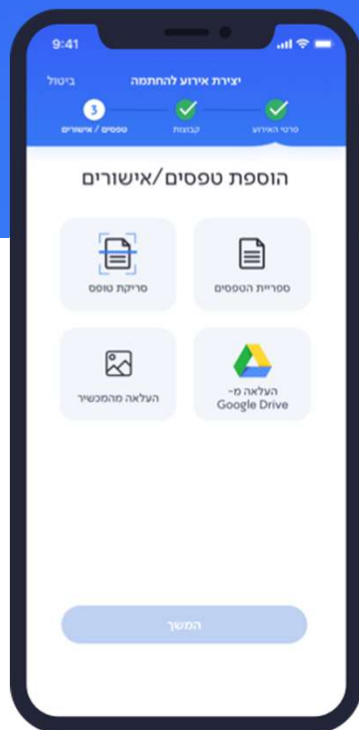 9:41
יצירת אירוע להחתמה
ביטול
פרטי האירוע
קבוצות
3
טפסים / אישורים
הוספת טפסים/אישורים
ספריית הטפסים
סריקת טופס
העלאה מ-
Google Drive
העלאה מהמכשיר
המשך